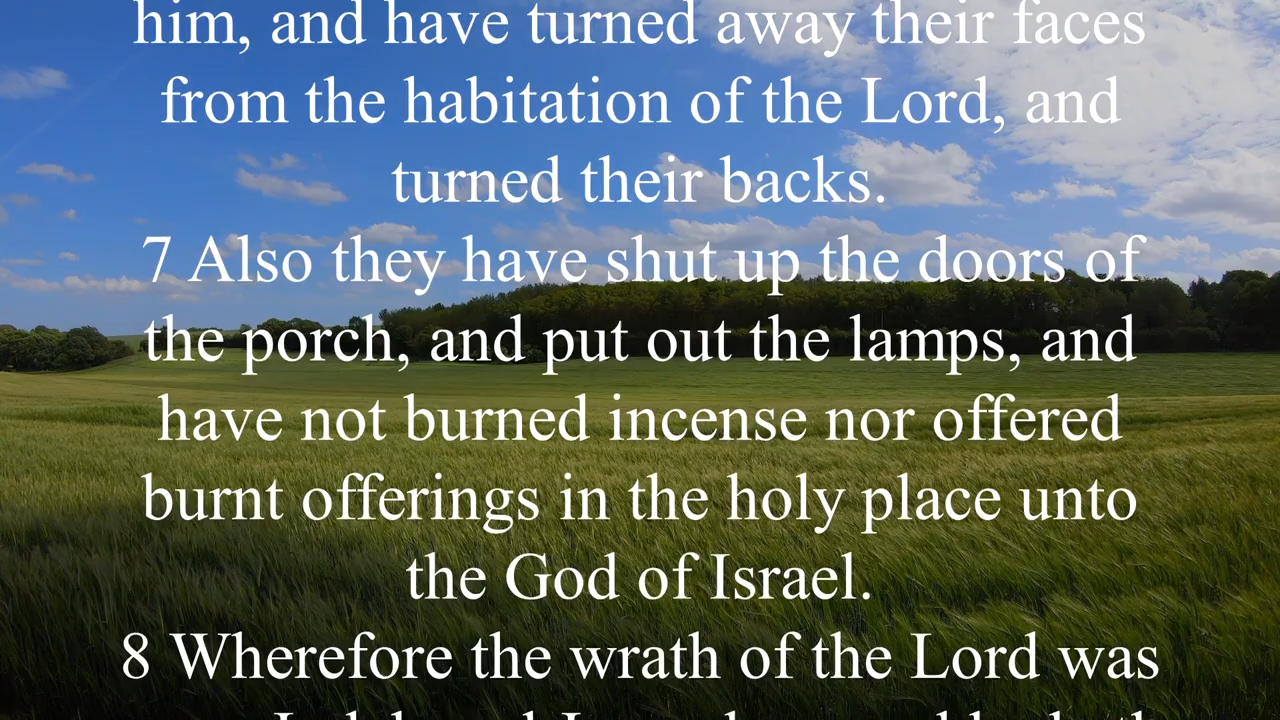 him, and have turned away their faces
from the habitation of the Lord, and
turned their backs.
7 Also they have shut up the doors of
the porch, and put out the lamps, and
have not burned incense nor offered
burnt offerings in the holy place unto
the God of Israel.
8 Wherefore the wrath of the Lord was